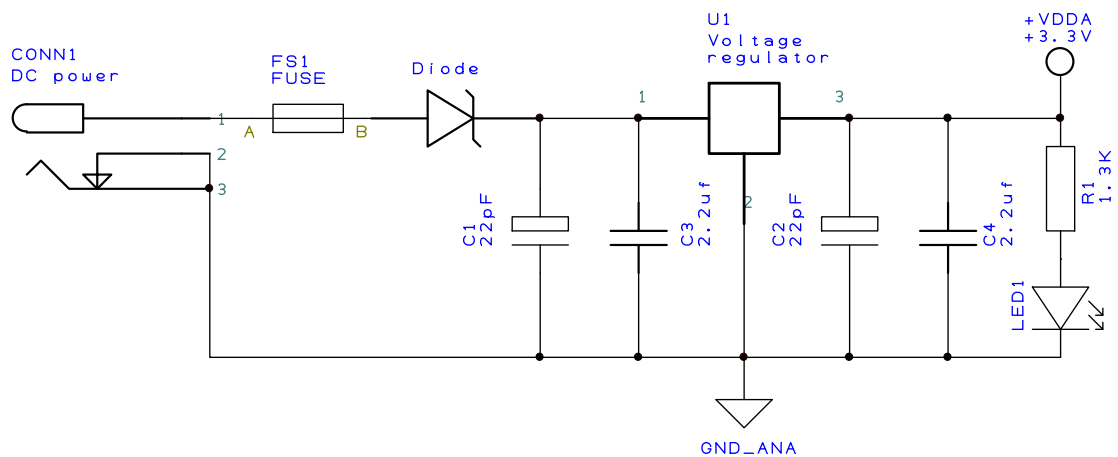 CONN1
DC power
FS1
FUSE
Diode
U1
Voltage
regulator
+VDDA
+3.3V
1
A
B
2
3
1
3
2
C1
22pF
C3
2.2uf
C2
22pF
C4
2.2uf
R1
1.3K
LED1
GND_ANA